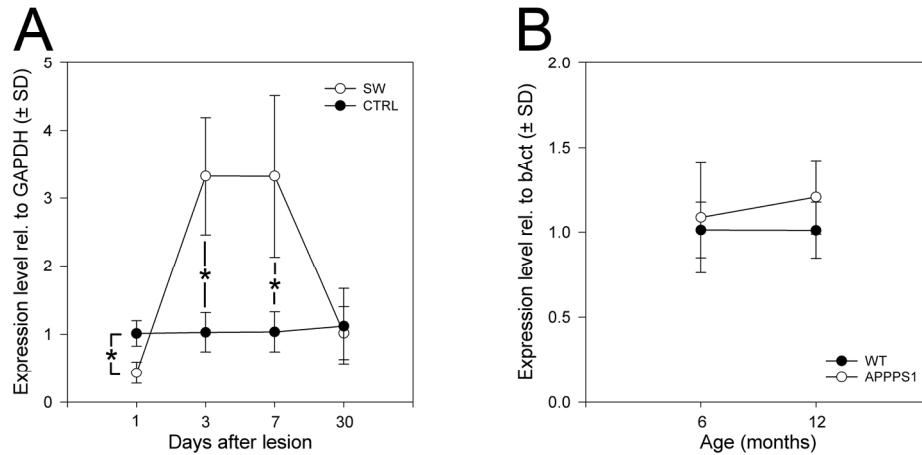 A
Expression level rel. to GAPDH (± SD)
5
4
3
2
1
0
SW
CTRL
*
*
*
1 3 7 30
Days after lesion
B
Expression level rel. to bAct (± SD)
2.0
1.5
1.0
0.5
0.0
WT
APPPS1
6 12
Age (months)